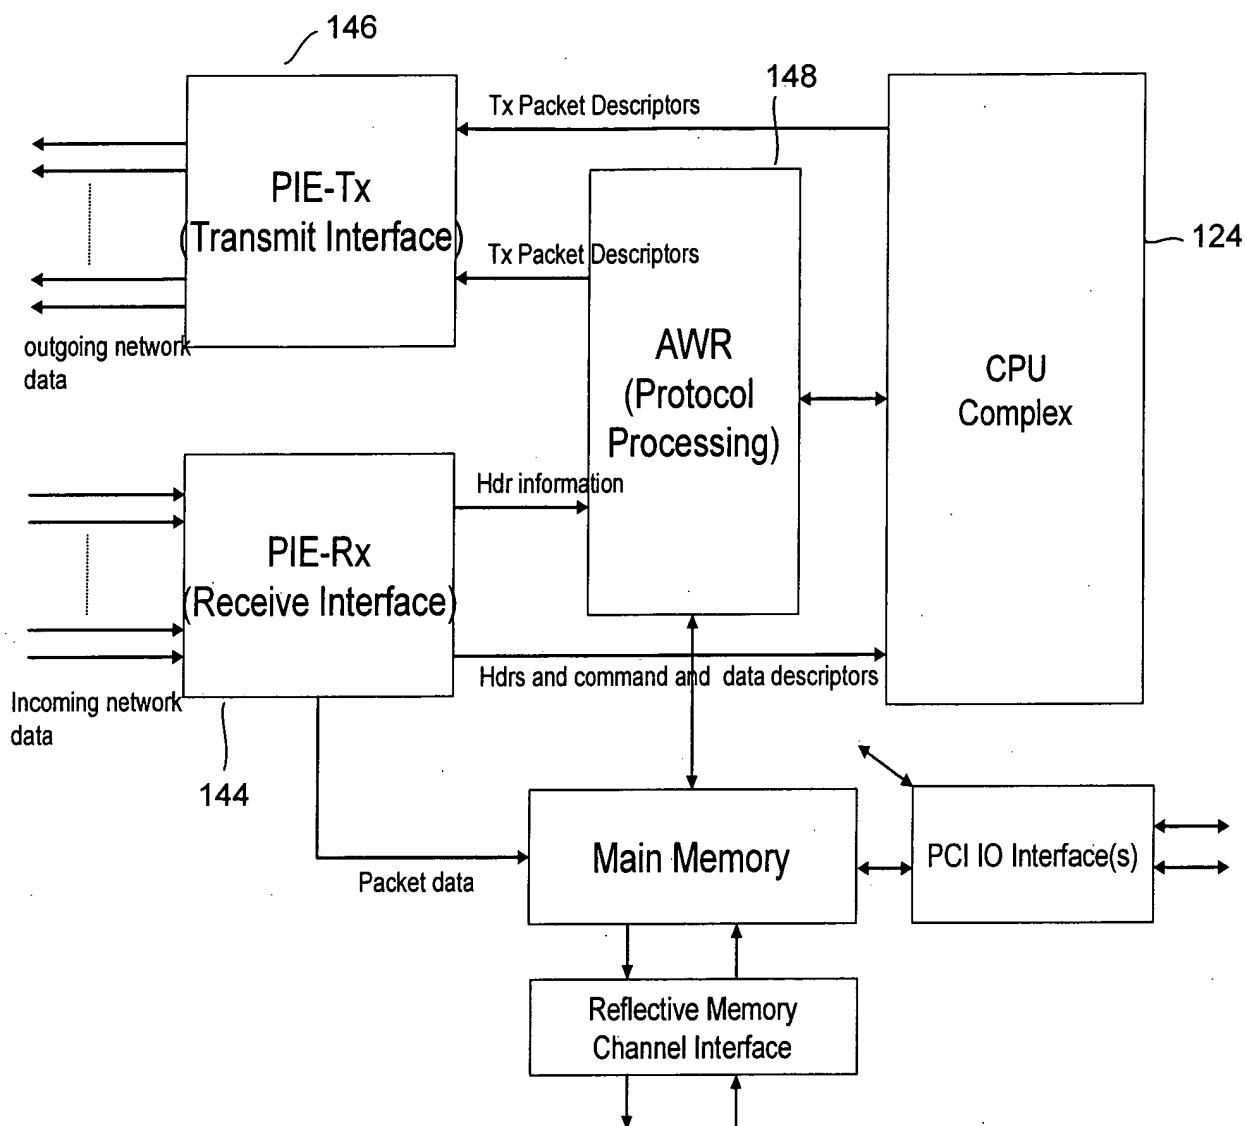 146
148
Tx Packet Descriptors
PIE-Tx
(Transmit Interface)
124
Tx Packet Descriptors
outgoing network
data
AWR
(Protocol
Processing)
CPU
Complex
Hdr information
PIE-Rx
(Receive Interface)
Hdrs and command and data descriptors
Incoming network
data
144
Main Memory
PCI IO Interface(s)
Packet data
Reflective Memory
Channel Interface